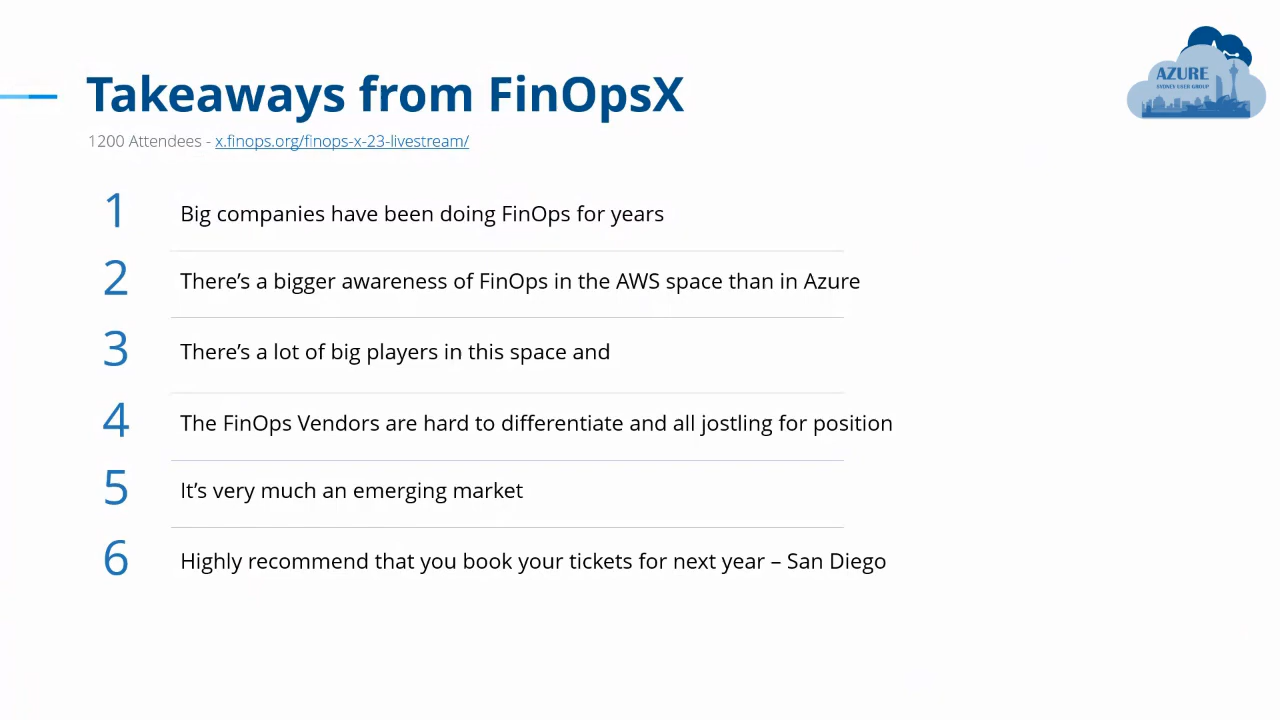 AZURE
SYDNEY USER GROUP
Takeaways from FinOpsX
1200 Attendees - x.finops.org/finops-x-23-livestream/
1 Big companies have been doing FinOps for years
2 There’s a bigger awareness of FinOps in the AWS space than in Azure
3 There’s a lot of big players in this space and
4 The FinOps Vendors are hard to differentiate and all jostling for position
5 It’s very much an emerging market
6 Highly recommend that you book your tickets for next year – San Diego